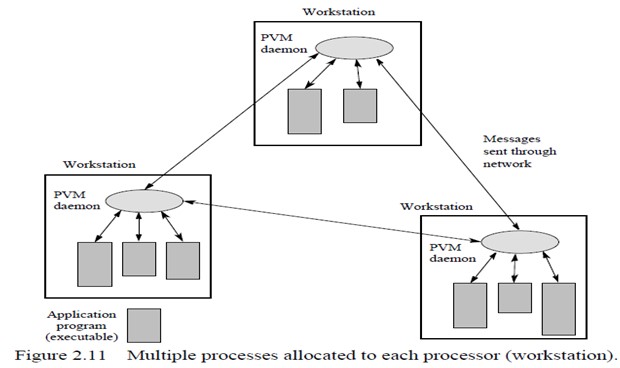 Workstation
PVM
daemon
Messages
sent through
network
Workstation
PVM
daemon
Workstation
PVM
daemon
Application
program
(executable)
Figure 2.11 Multiple processes allocated to each processor (workstation).